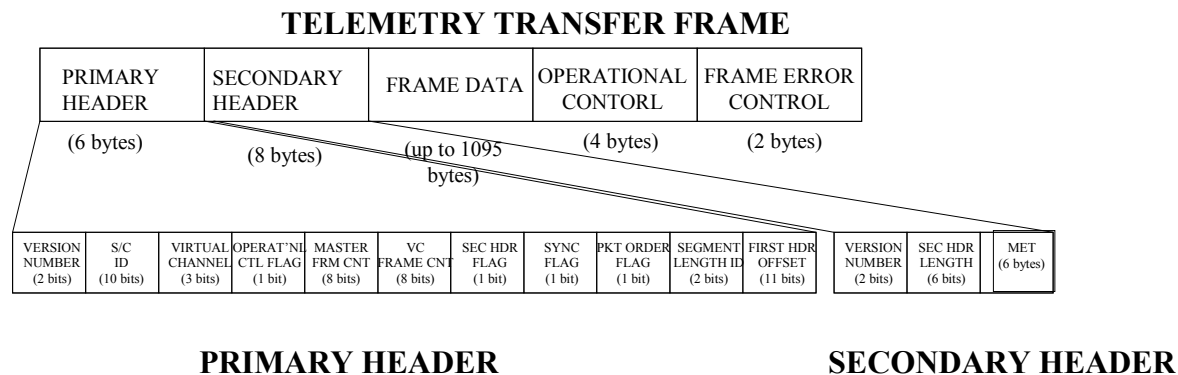 TELEMETRY TRANSFER FRAME
PRIMARY
HEADER
SECONDARY
HEADER
FRAME DATA
OPERATIONAL
CONTORL
FRAME ERROR
CONTROL
(6 bytes)
(8 bytes)
(up to 1095
bytes)
(4 bytes)
(2 bytes)
VERSION
NUMBER
(2 bits)
S/C
ID
(10 bits)
VIRTUAL
CHANNEL
(3 bits)
OPERAT'NL
CTL FLAG
(1 bit)
MASTER
FRM CNT
(8 bits)
VC
FRAME CNT
(8 bits)
SEC HDR
FLAG
(1 bit)
SYNC
FLAG
(1 bit)
PKT ORDER
FLAG
(1 bit)
SEGMENT
LENGTH ID
(2 bits)
FIRST HDR
OFFSET
(11 bits)
VERSION
NUMBER
(2 bits)
SEC HDR
LENGTH
(6 bits)
MET
(6 bytes)
PRIMARY HEADER
SECONDARY HEADER